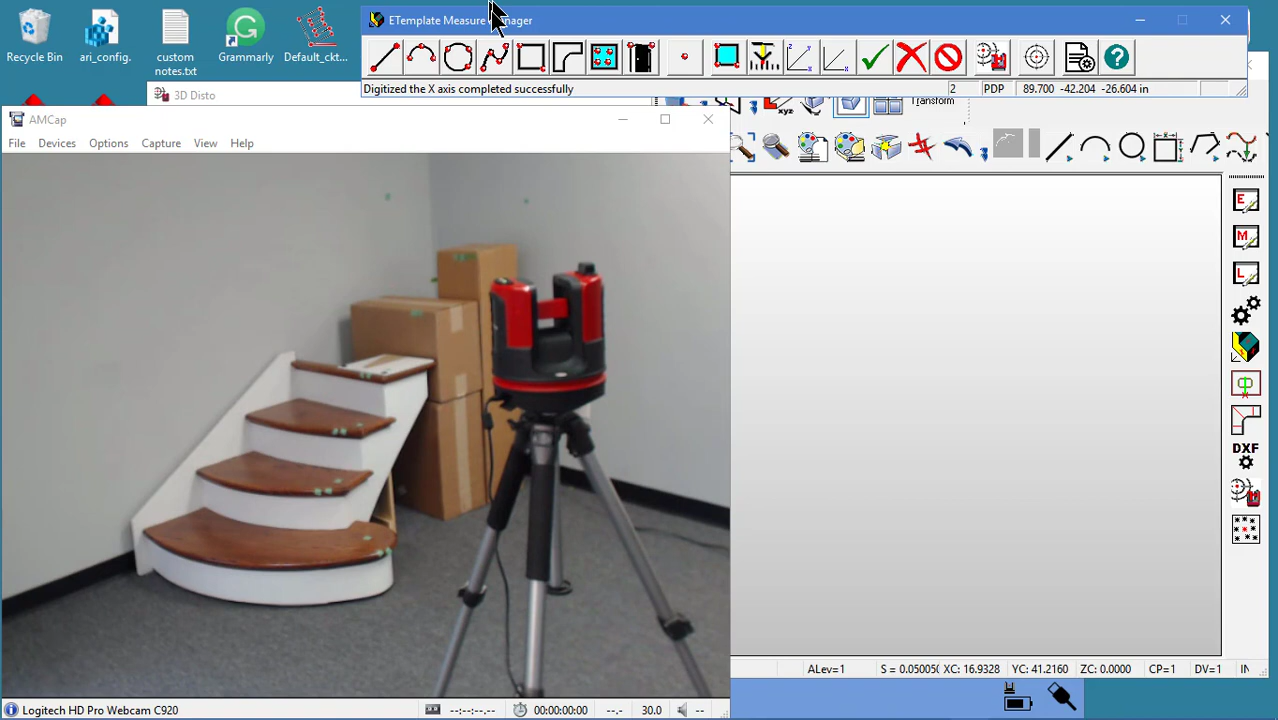 Recycle Bin
ari_config.
custom
notes.txt
Grammarly
Default_ckt...
ETemplate Measure
Digitized the X axis completed successfully
2
PDP
89.700 -42.204 -26.604 in
3D Disto
AMCap
File
Devices
Options
Capture
View
Help
xyz
Transform
E
M
L
DXF
ALev=1
S = 0.05005(
XC: 16.9328
YC: 41.2160
ZC: 0.0000
CP=1
DV=1
IN
Logitech HD Pro Webcam C920
--:--:--.--
00:00:00:00
--.-
30.0
--